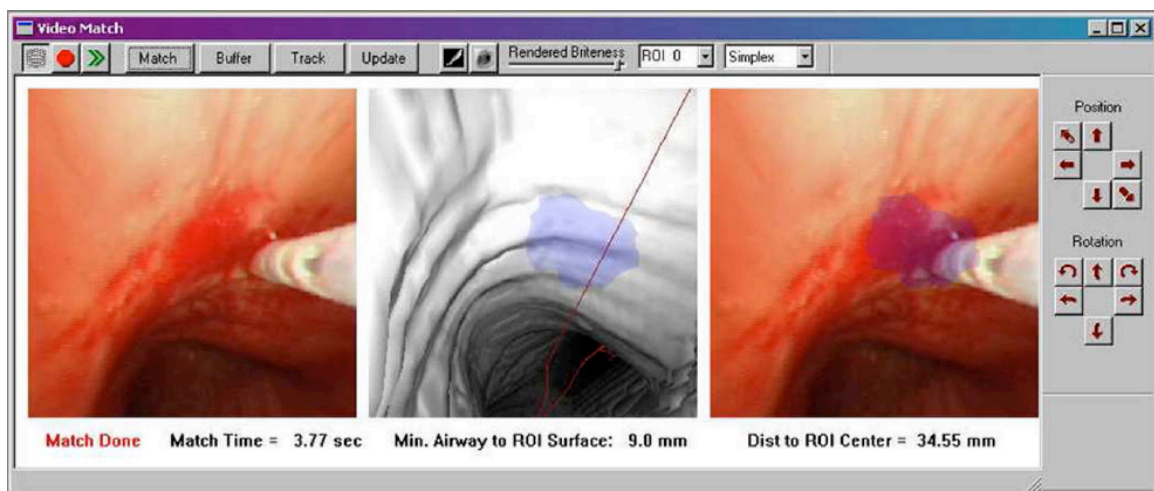 Video Match
Match Buffer Track Update Rendered Briteness ROI 0 Simplex
Position
Rotation
Match Done Match Time = 3.77 sec Min. Airway to ROI Surface: 9.0 mm Dist to ROI Center = 34.55 mm